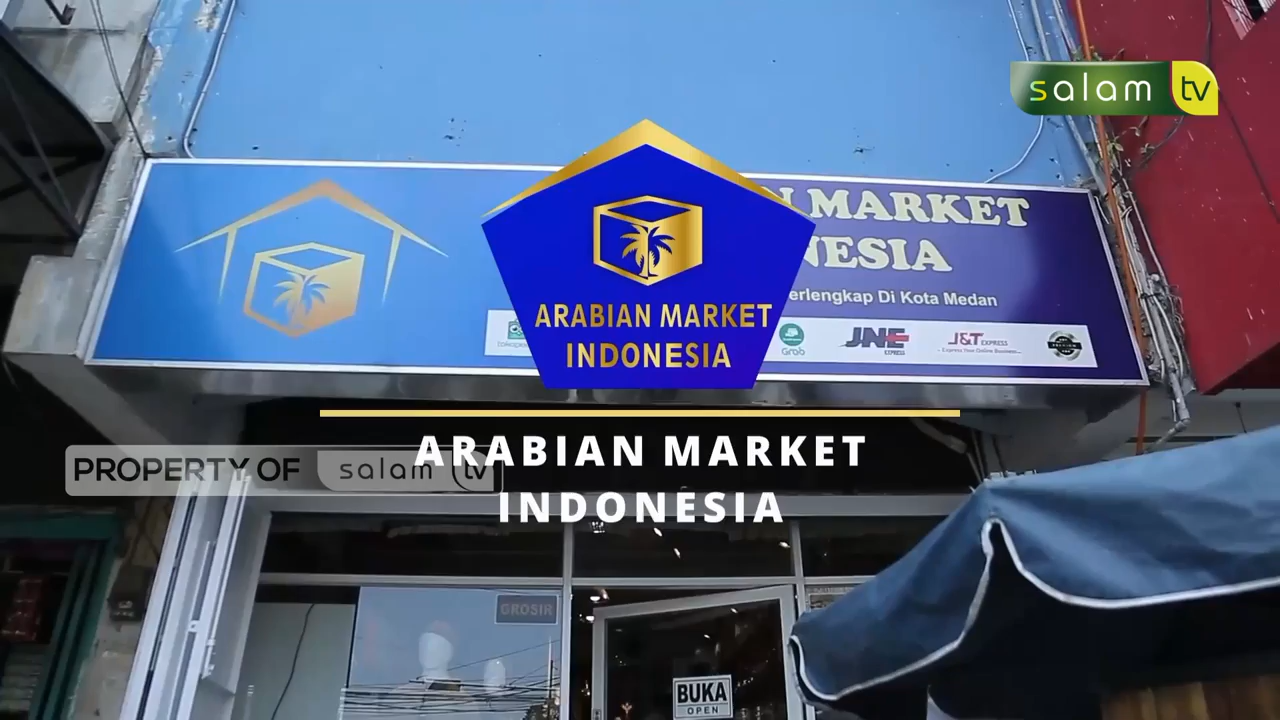 salam tv
N MARKET
NESIA
erlengkap Di Kota Medan
Grab
JNE
EXPRESS
J&T EXPRESS
ARABIAN MARKET
INDONESIA
PROPERTY OF salam tv
ARABIAN MARKET
INDONESIA
GROSIR
BUKA
OPEN